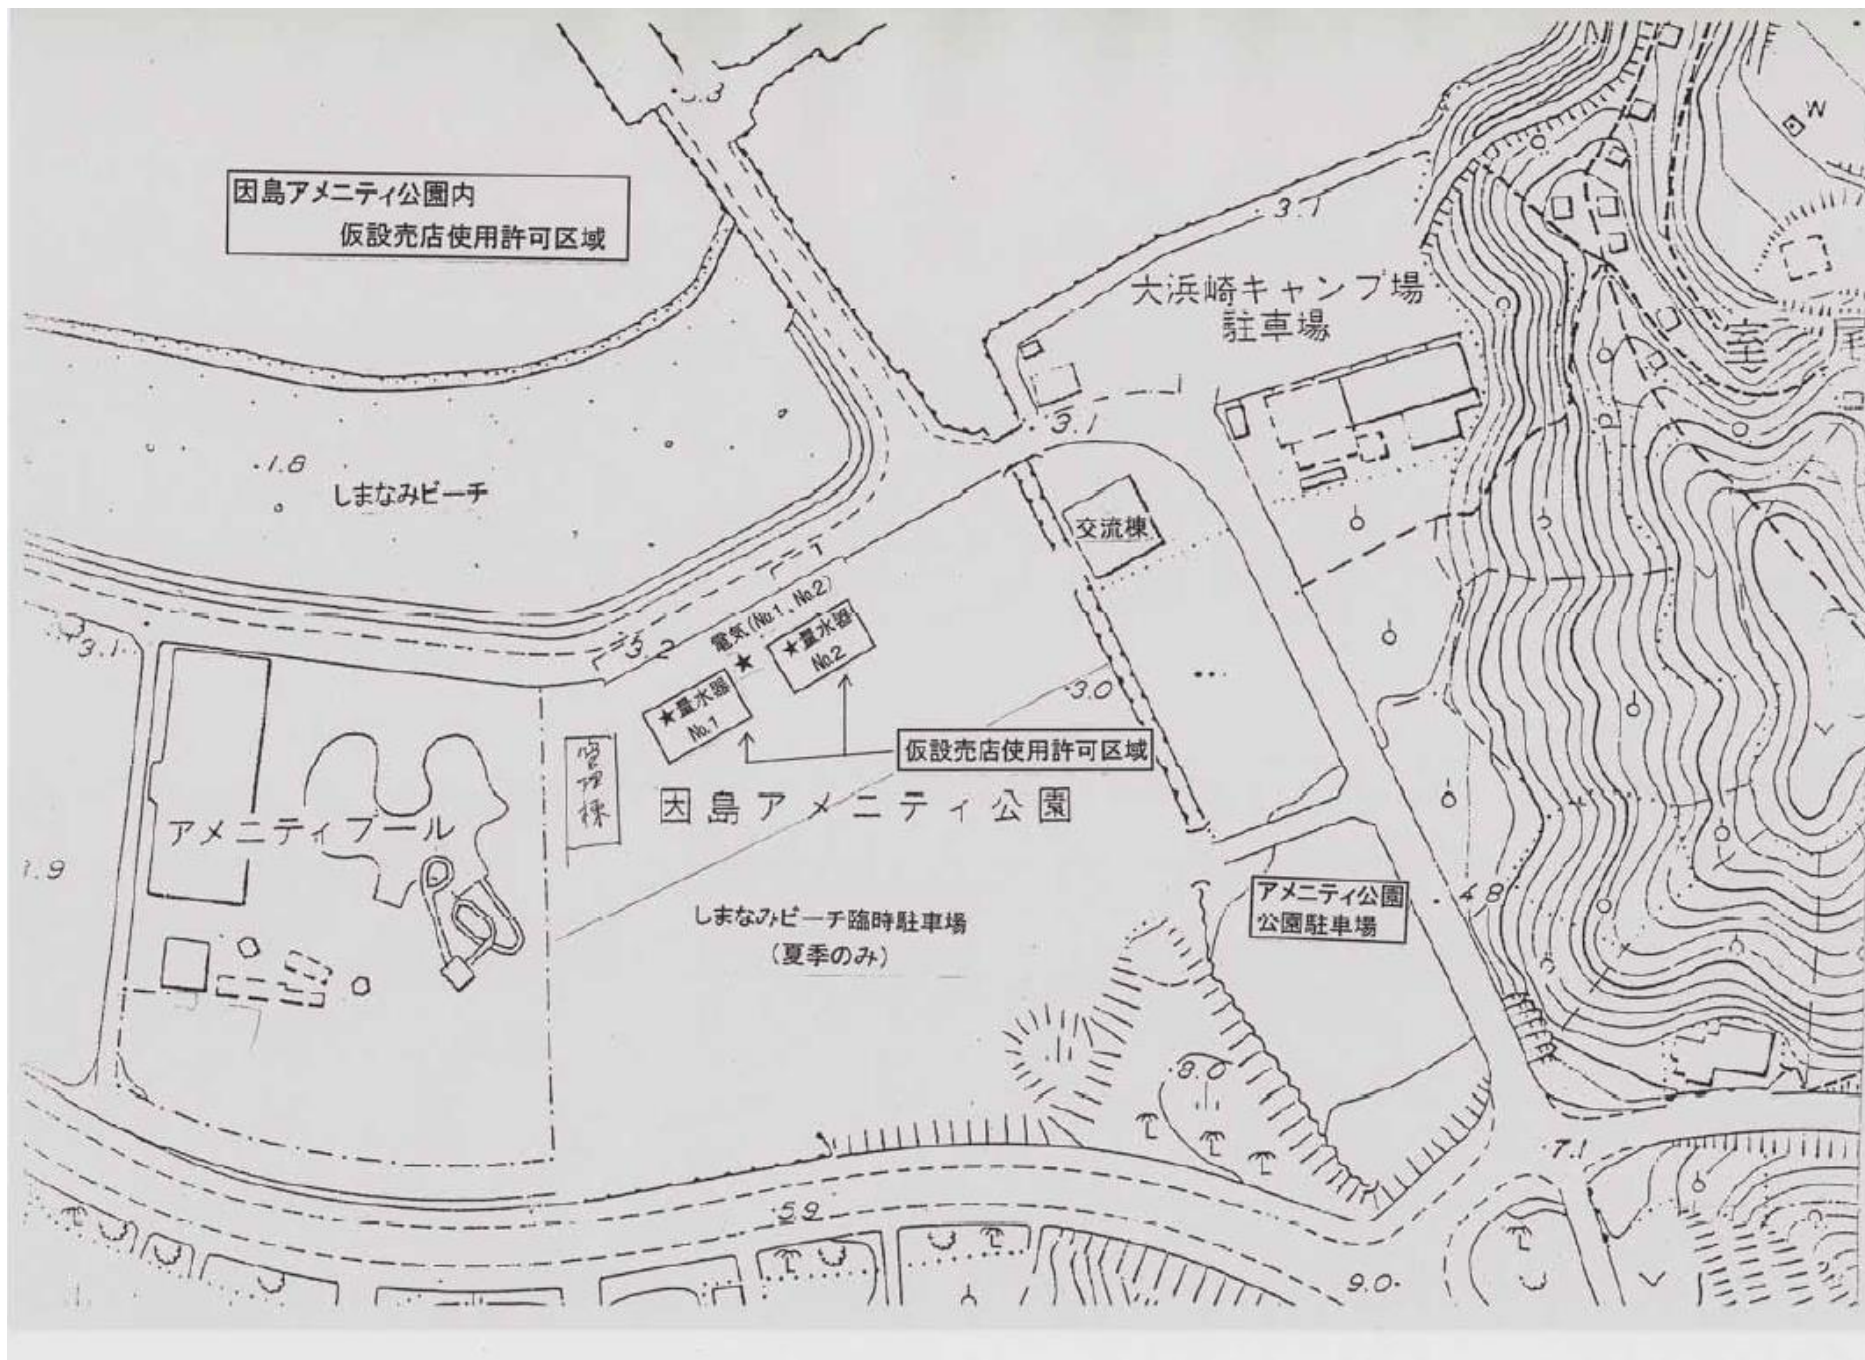 因島アメニティ公園内
仮設売店使用許可区域
3.1
大浜崎キャンプ場
駐車場
W
室尾
3.1
1.8
しまなみビーチ
交流棟
電気(No.1、No.2)
★
★量水器
No.2
★量水器
No.1
3.2
3.1
3.0
仮設売店使用許可区域
管理棟
因島アメニティ公園
アメニティプール
1.9
しまなみビーチ臨時駐車場
(夏季のみ)
アメニティ公園
公園駐車場
4.8
8.0
7.1
5.9
9.0